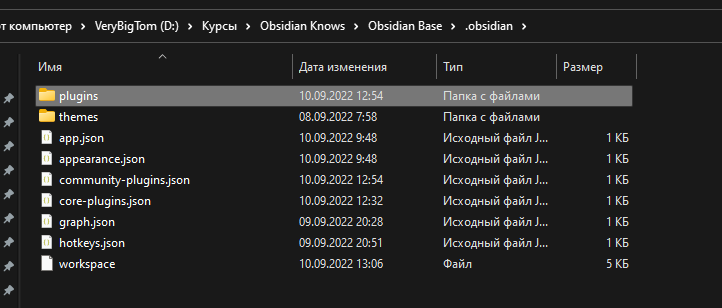 от компьютер > VeryBigTom (D:) > Курсы > Obsidian Knows > Obsidian Base > .obsidian >
Имя Дата изменения Тип Размер
plugins 10.09.2022 12:54 Папка с файлами
themes 08.09.2022 7:58 Папка с файлами
app.json 10.09.2022 9:48 Исходный файл J... 1 КБ
appearance.json 10.09.2022 9:48 Исходный файл J... 1 КБ
community-plugins.json 10.09.2022 12:54 Исходный файл J... 1 КБ
core-plugins.json 10.09.2022 12:32 Исходный файл J... 1 КБ
graph.json 09.09.2022 20:28 Исходный файл J... 1 КБ
hotkeys.json 09.09.2022 20:51 Исходный файл J... 1 КБ
workspace 10.09.2022 13:06 Файл 5 КБ